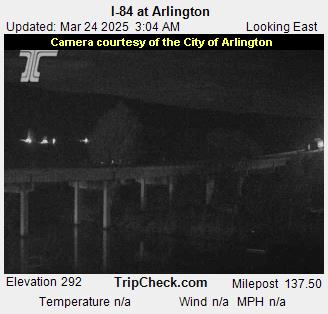 I-84 at Arlington
Updated: Mar 24 2025  3:04 AM Looking East
Camera courtesy of the City of Arlington
Elevation 292 TripCheck.com Milepost 137.50
Temperature n/a Wind n/a MPH n/a